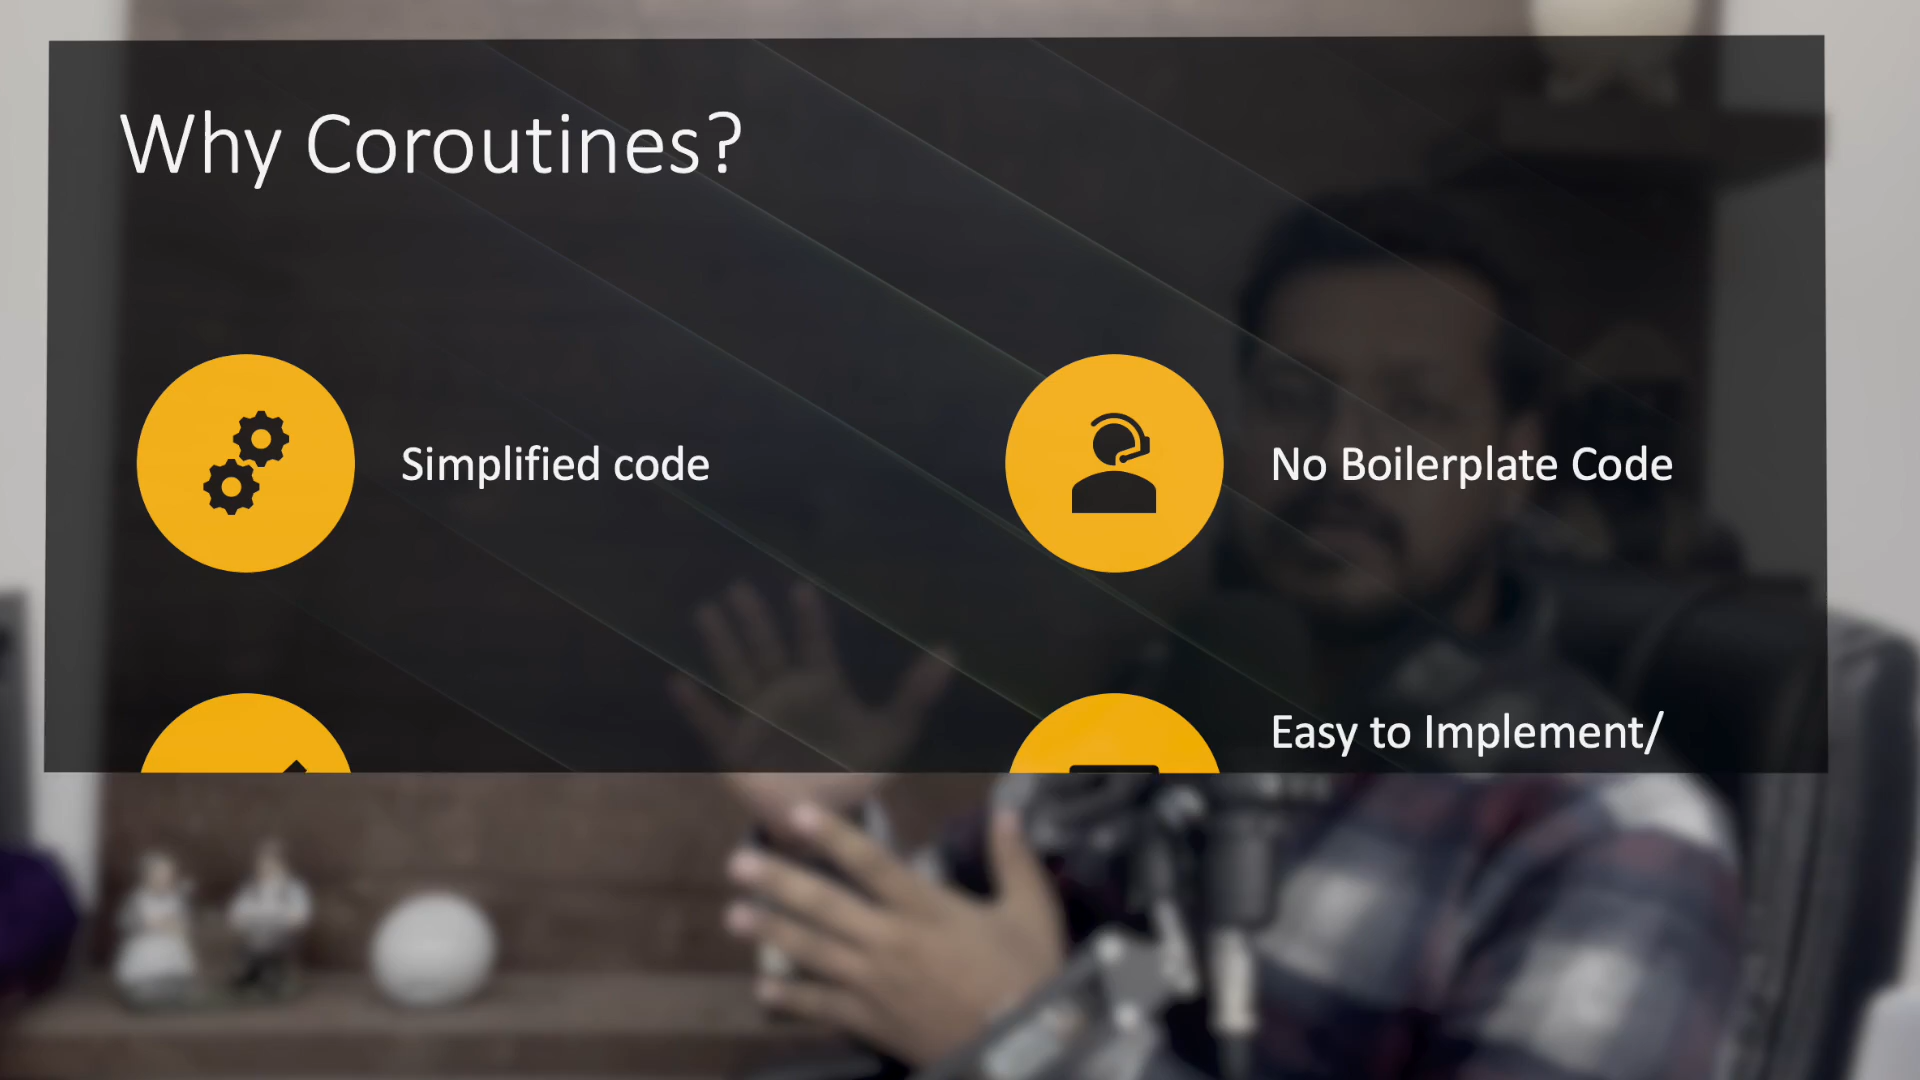 Why Coroutines?
Simplified code
No Boilerplate Code
Easy to Implement/